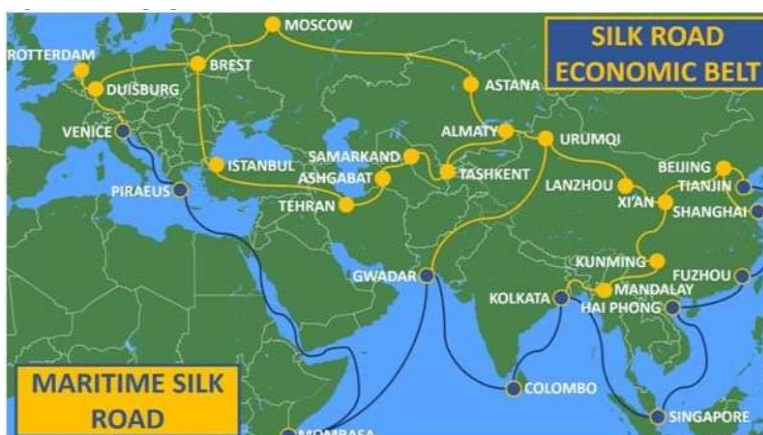 MOSCOW
SILK ROAD
ECONOMIC BELT
ROTTERDAM
BREST
DUISBURG
ASTANA
VENICE
ALMATY
URUMQI
ISTANBUL
SAMARKAND
ASHGABAT
TASHKENT
BEIJING
TIANJIN
PIRAEUS
TEHRAN
LANZHOU
XI'AN
SHANGHAI
GWADAR
KUNMING
FUZHOU
KOLKATA
MANDALAY
HAI PHONG
MARITIME SILK
ROAD
COLOMBO
SINGAPORE
MOMBASA